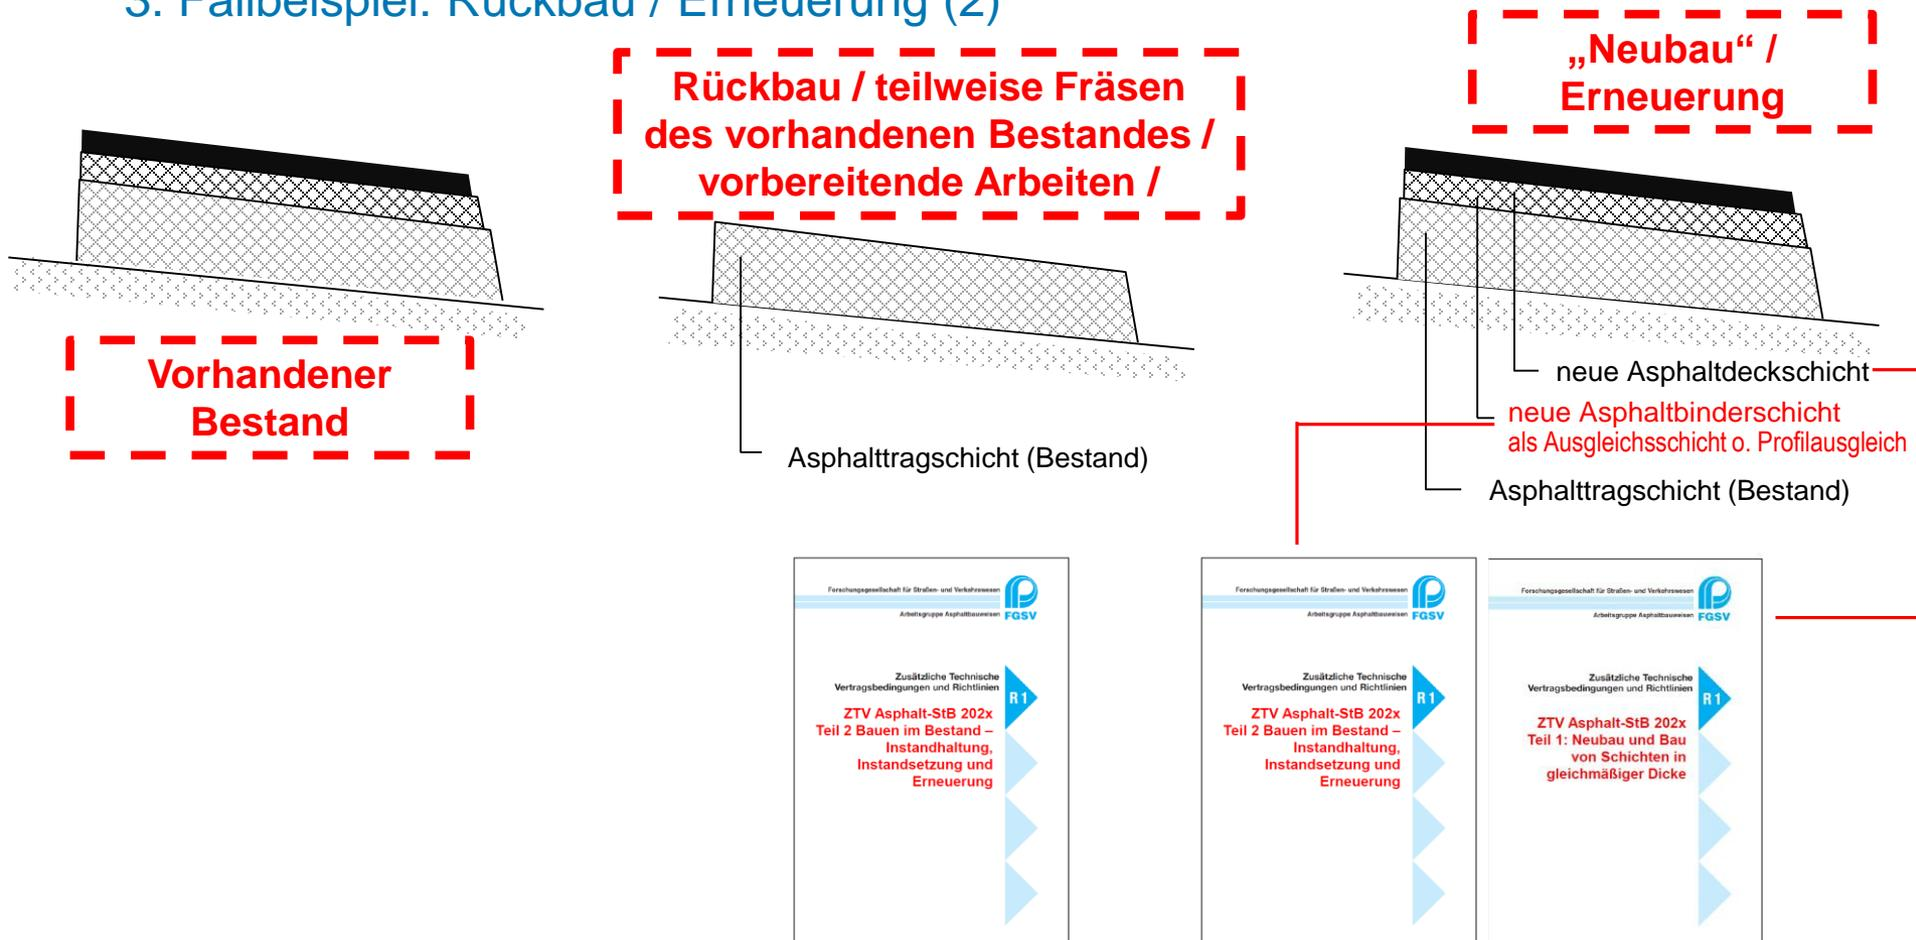 3. Fallbeispiel: Rückbau / Erneuerung (2)
Rückbau / teilweise Fräsen
des vorhandenen Bestandes /
vorbereitende Arbeiten /
„Neubau“ /
Erneuerung
Vorhandener
Bestand
Asphalttragschicht (Bestand)
neue Asphaltdeckschicht
neue Asphaltbinderschicht
als Ausgleichsschicht o. Profilausgleich
Asphalttragschicht (Bestand)
Forschungsgesellschaft für Straßen- und Verkehrswesen
Arbeitsgruppe Asphaltbauweisen
FGSV
Zusätzliche Technische
Vertragsbedingungen und Richtlinien
R 1
ZTV Asphalt-StB 202x
Teil 2 Bauen im Bestand –
Instandhaltung,
Instandsetzung und
Erneuerung
Forschungsgesellschaft für Straßen- und Verkehrswesen
Arbeitsgruppe Asphaltbauweisen
FGSV
Zusätzliche Technische
Vertragsbedingungen und Richtlinien
R 1
ZTV Asphalt-StB 202x
Teil 2 Bauen im Bestand –
Instandhaltung,
Instandsetzung und
Erneuerung
Forschungsgesellschaft für Straßen- und Verkehrswesen
Arbeitsgruppe Asphaltbauweisen
FGSV
Zusätzliche Technische
Vertragsbedingungen und Richtlinien
R 1
ZTV Asphalt-StB 202x
Teil 1: Neubau und Bau
von Schichten in
gleichmäßiger Dicke